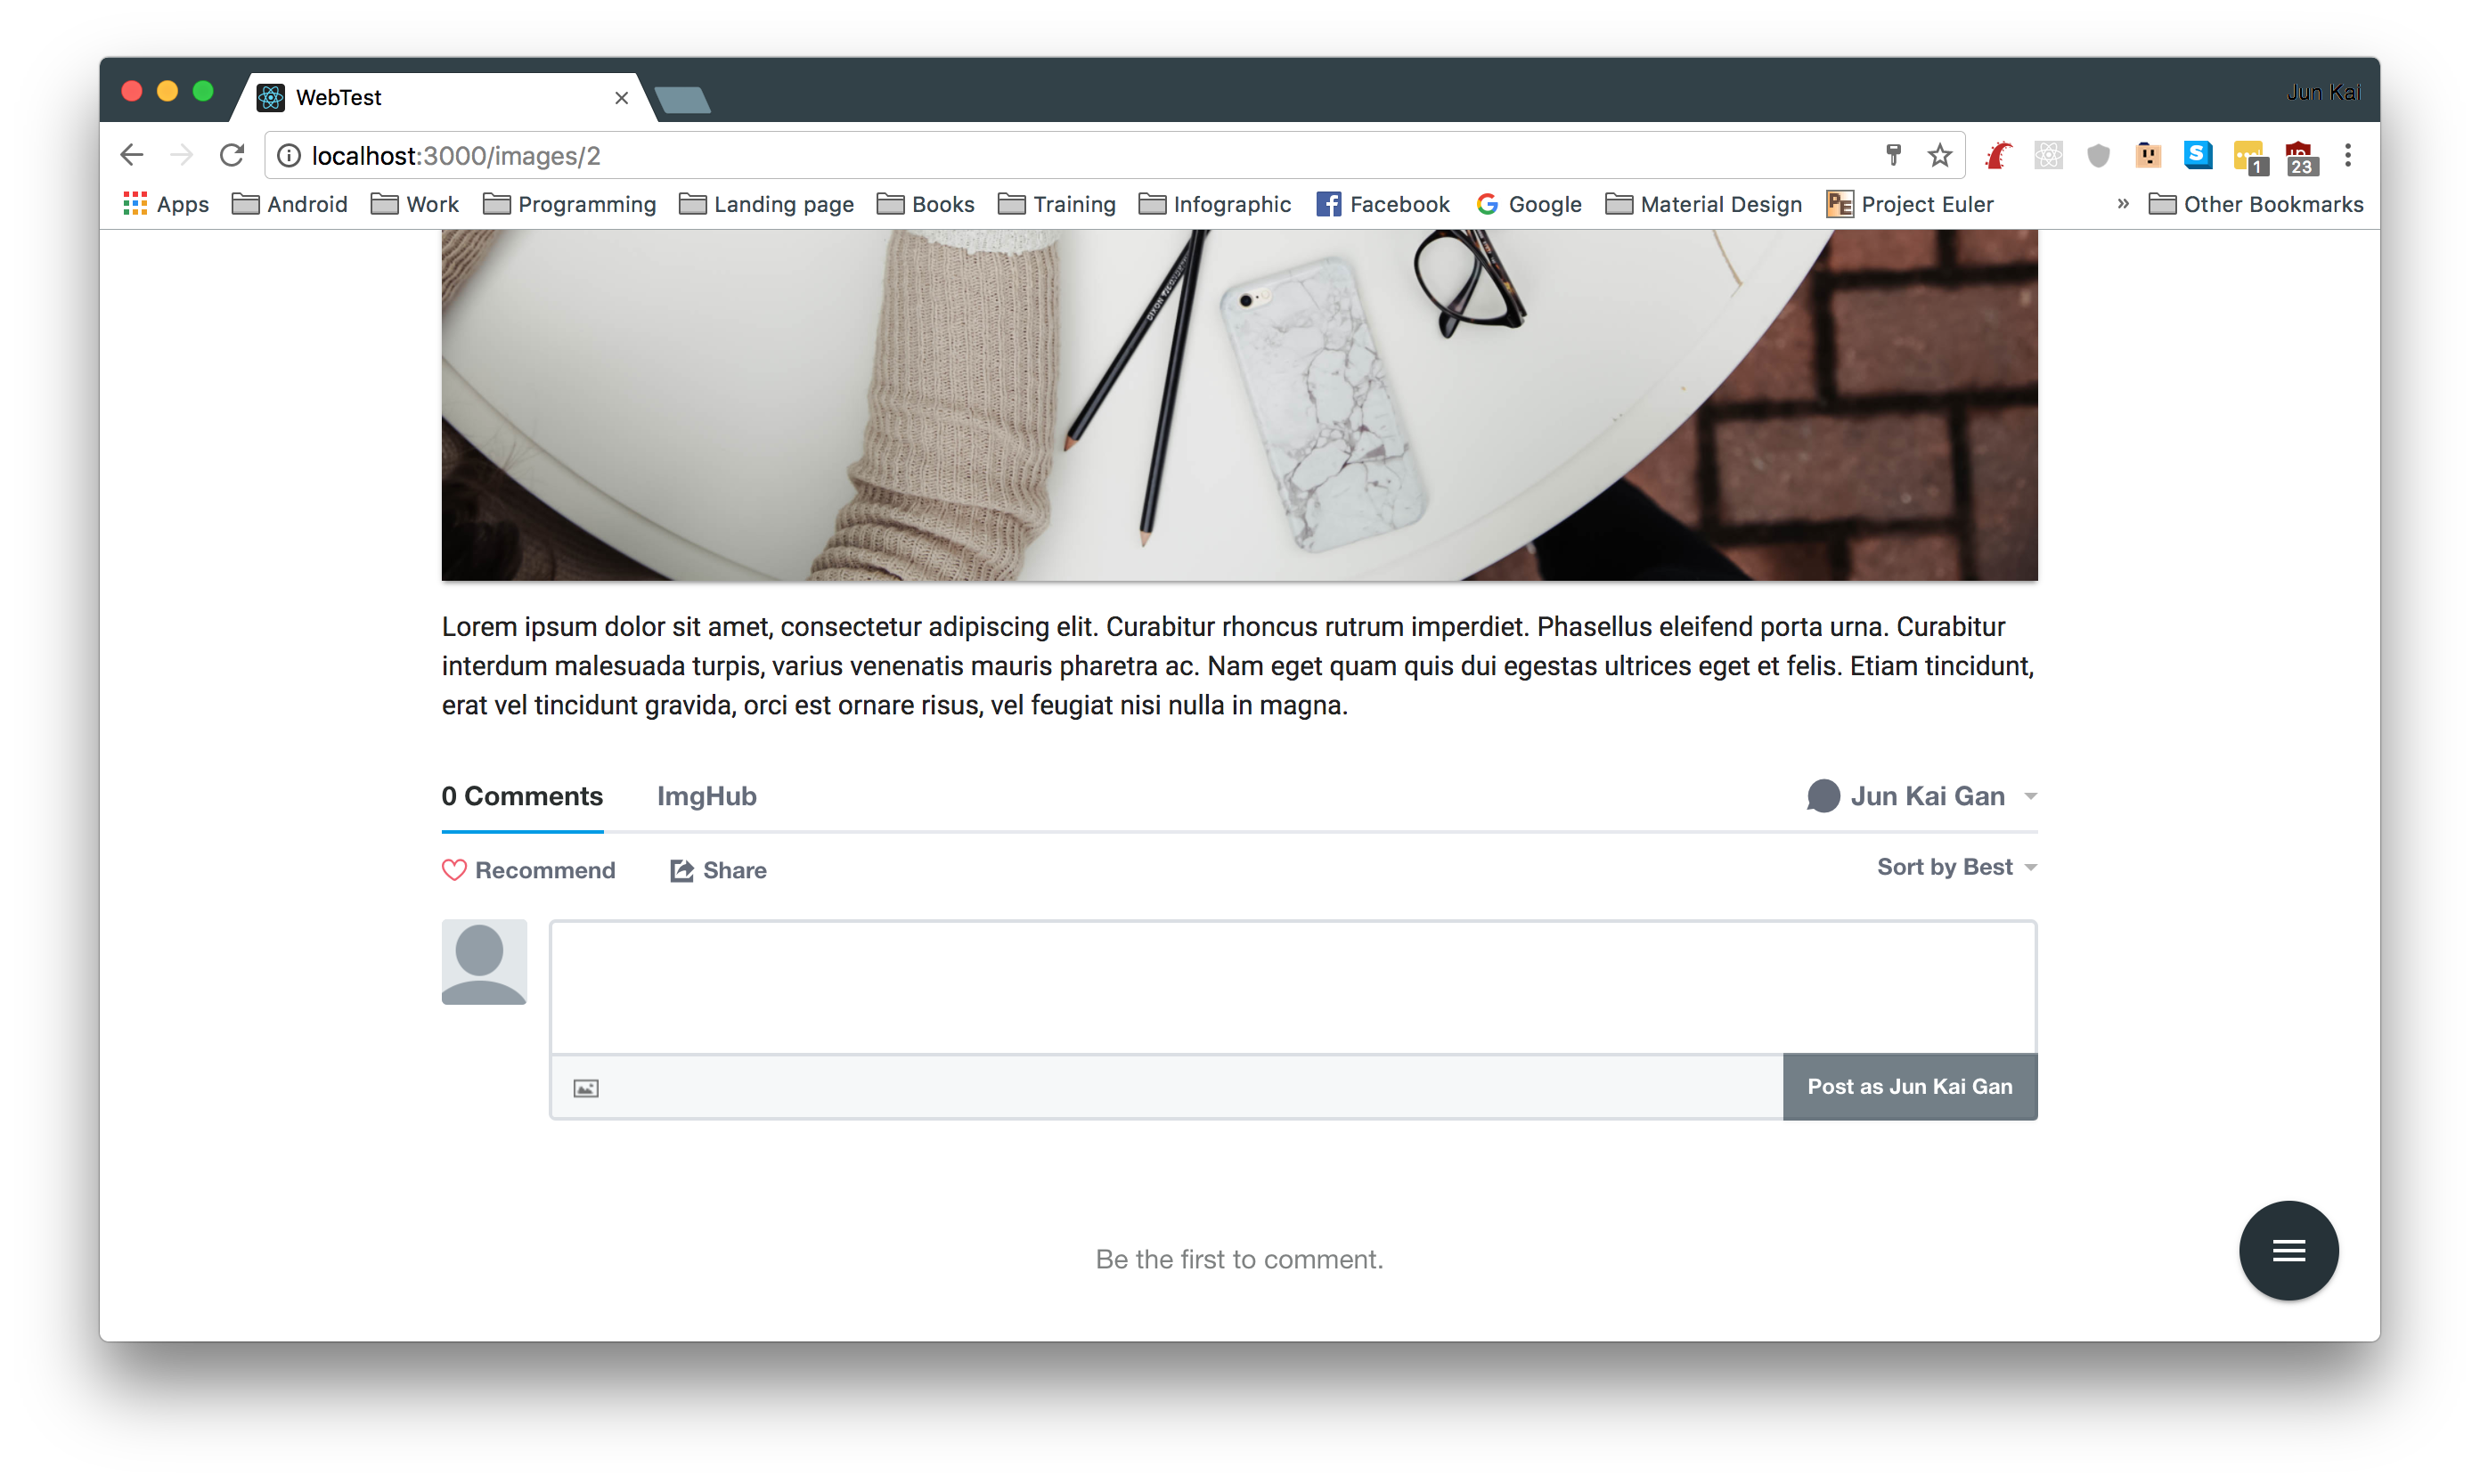 WebTest
Jun Kai
localhost:3000/images/2
1
23
Apps Android Work Programming Landing page Books Training Infographic Facebook Google Material Design PE Project Euler » Other Bookmarks
Lorem ipsum dolor sit amet, consectetur adipiscing elit. Curabitur rhoncus rutrum imperdiet. Phasellus eleifend porta urna. Curabitur
interdum malesuada turpis, varius venenatis mauris pharetra ac. Nam eget quam quis dui egestas ultrices eget et felis. Etiam tincidunt,
erat vel tincidunt gravida, orci est ornare risus, vel feugiat nisi nulla in magna.
0 Comments ImgHub Jun Kai Gan
Recommend Share Sort by Best
Post as Jun Kai Gan
Be the first to comment.